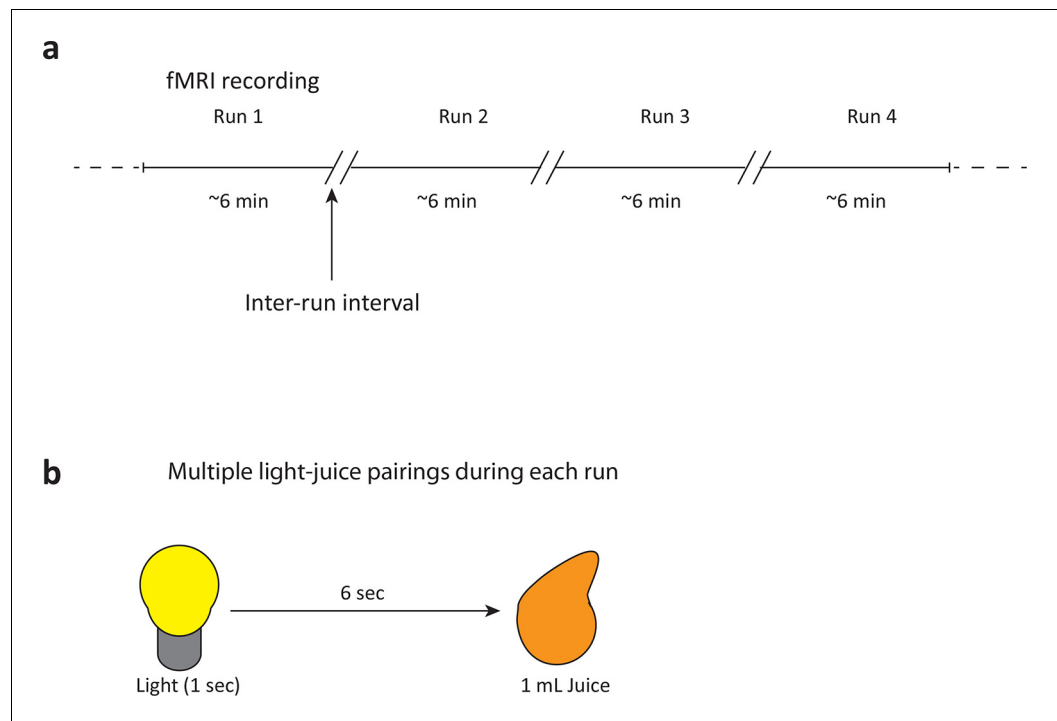 a
fMRI recording
Run 1 Run 2 Run 3 Run 4
~6 min ~6 min ~6 min ~6 min
Inter-run interval
b Multiple light-juice pairings during each run
6 sec
Light (1 sec) 1 mL Juice